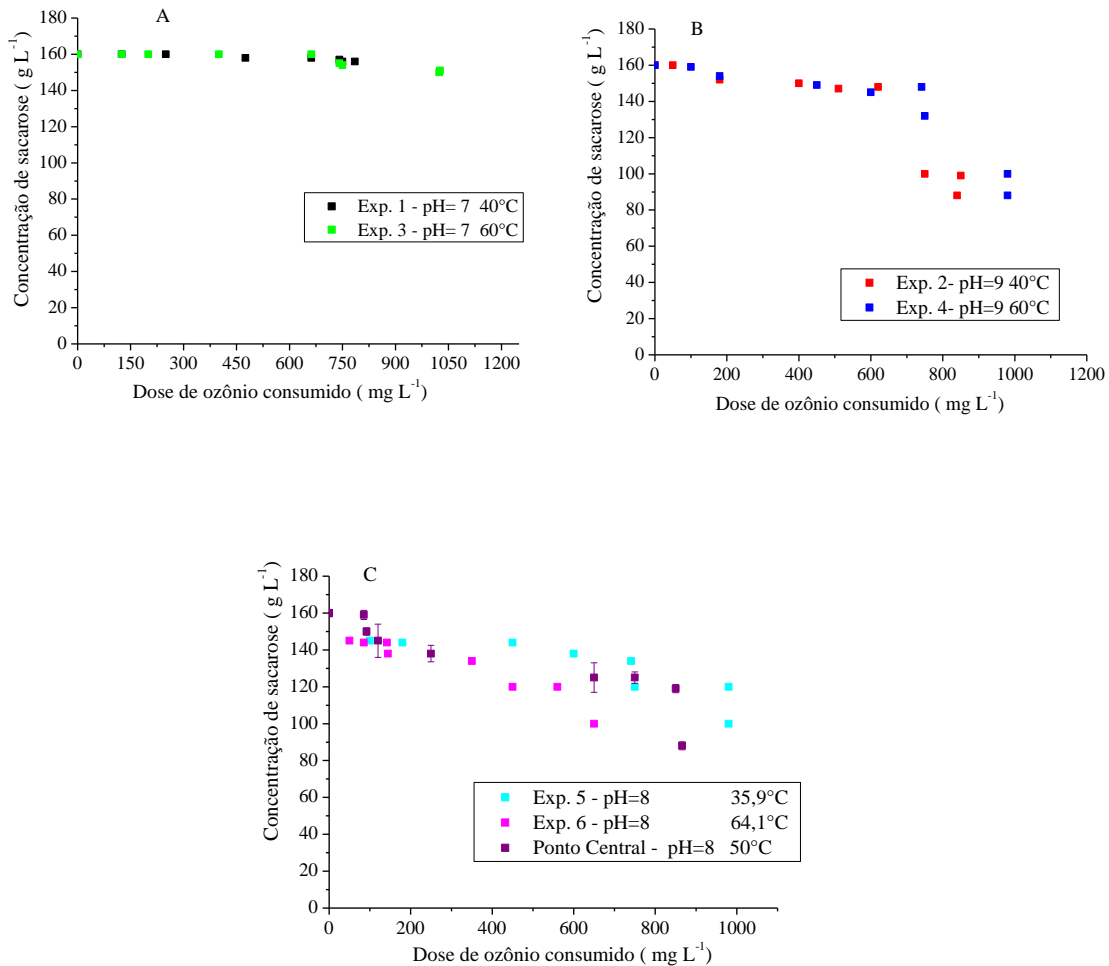 A
180
160
140
120
100
80
60
40
20
0
Concentração de sacarose ( g L⁻¹)
0 150 300 450 600 750 900 1050 1200
Dose de ozônio consumido ( mg L⁻¹)
Exp. 1 - pH= 7 40°C
Exp. 3 - pH= 7 60°C
B
180
160
140
120
100
80
60
40
20
0
Concentração de sacarose ( g L⁻¹)
0 200 400 600 800 1000 1200
Dose de ozônio consumido ( mg L⁻¹)
Exp. 2- pH=9 40°C
Exp. 4- pH=9 60°C
C
180
160
140
120
100
80
60
40
20
0
Concentração de sacarose ( g L⁻¹)
0 200 400 600 800 1000
Dose de ozônio consumido ( mg L⁻¹)
Exp. 5 - pH=8 35,9°C
Exp. 6 - pH=8 64,1°C
Ponto Central - pH=8 50°C